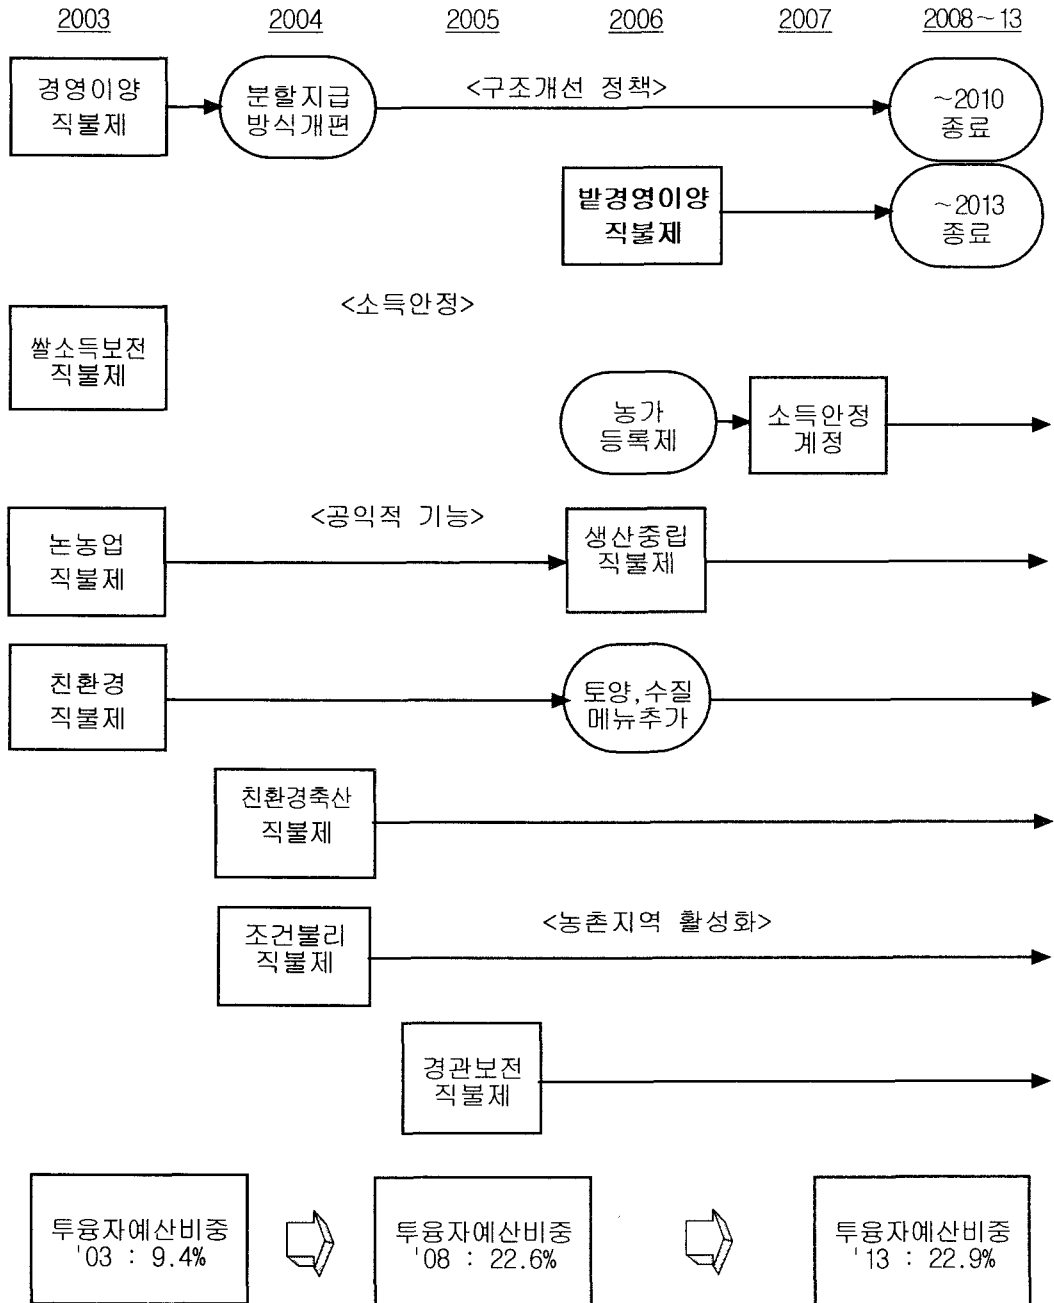 2003 2004 2005 2006 2007 2008~13
경영이양
직불제
분할지급
방식개편
<구조개선 정책>
~2010
종료
밭경영이양
직불제
~2013
종료
<소득안정>
쌀소득보전
직불제
농가
등록제
소득안정
계정
<공익적 기능>
논농업
직불제
생산중립
직불제
친환경
직불제
토양,수질
메뉴추가
친환경축산
직불제
조건불리
직불제
<농촌지역 활성화>
경관보전
직불제
투융자예산비중
'03 : 9.4%
투융자예산비중
'08 : 22.6%
투융자예산비중
'13 : 22.9%